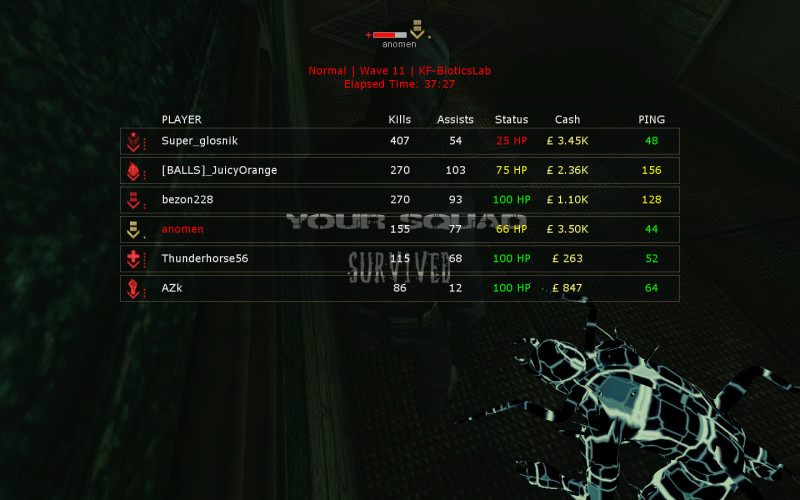 anomen
Normal | Wave 11 | KF-BioticsLab
Elapsed Time: 37:27
PLAYER Kills Assists Status Cash PING
Super_glosnik 407 54 25 HP £ 3.45K 48
[BALLS]_JuicyOrange 270 103 75 HP £ 2.36K 156
bezon228 270 93 100 HP £ 1.10K 128
YOUR SQUAD
anomen 155 77 66 HP £ 3.50K 44
Thunderhorse56 115 68 100 HP £ 263 52
SURVIVED
AZk 86 12 100 HP £ 847 64